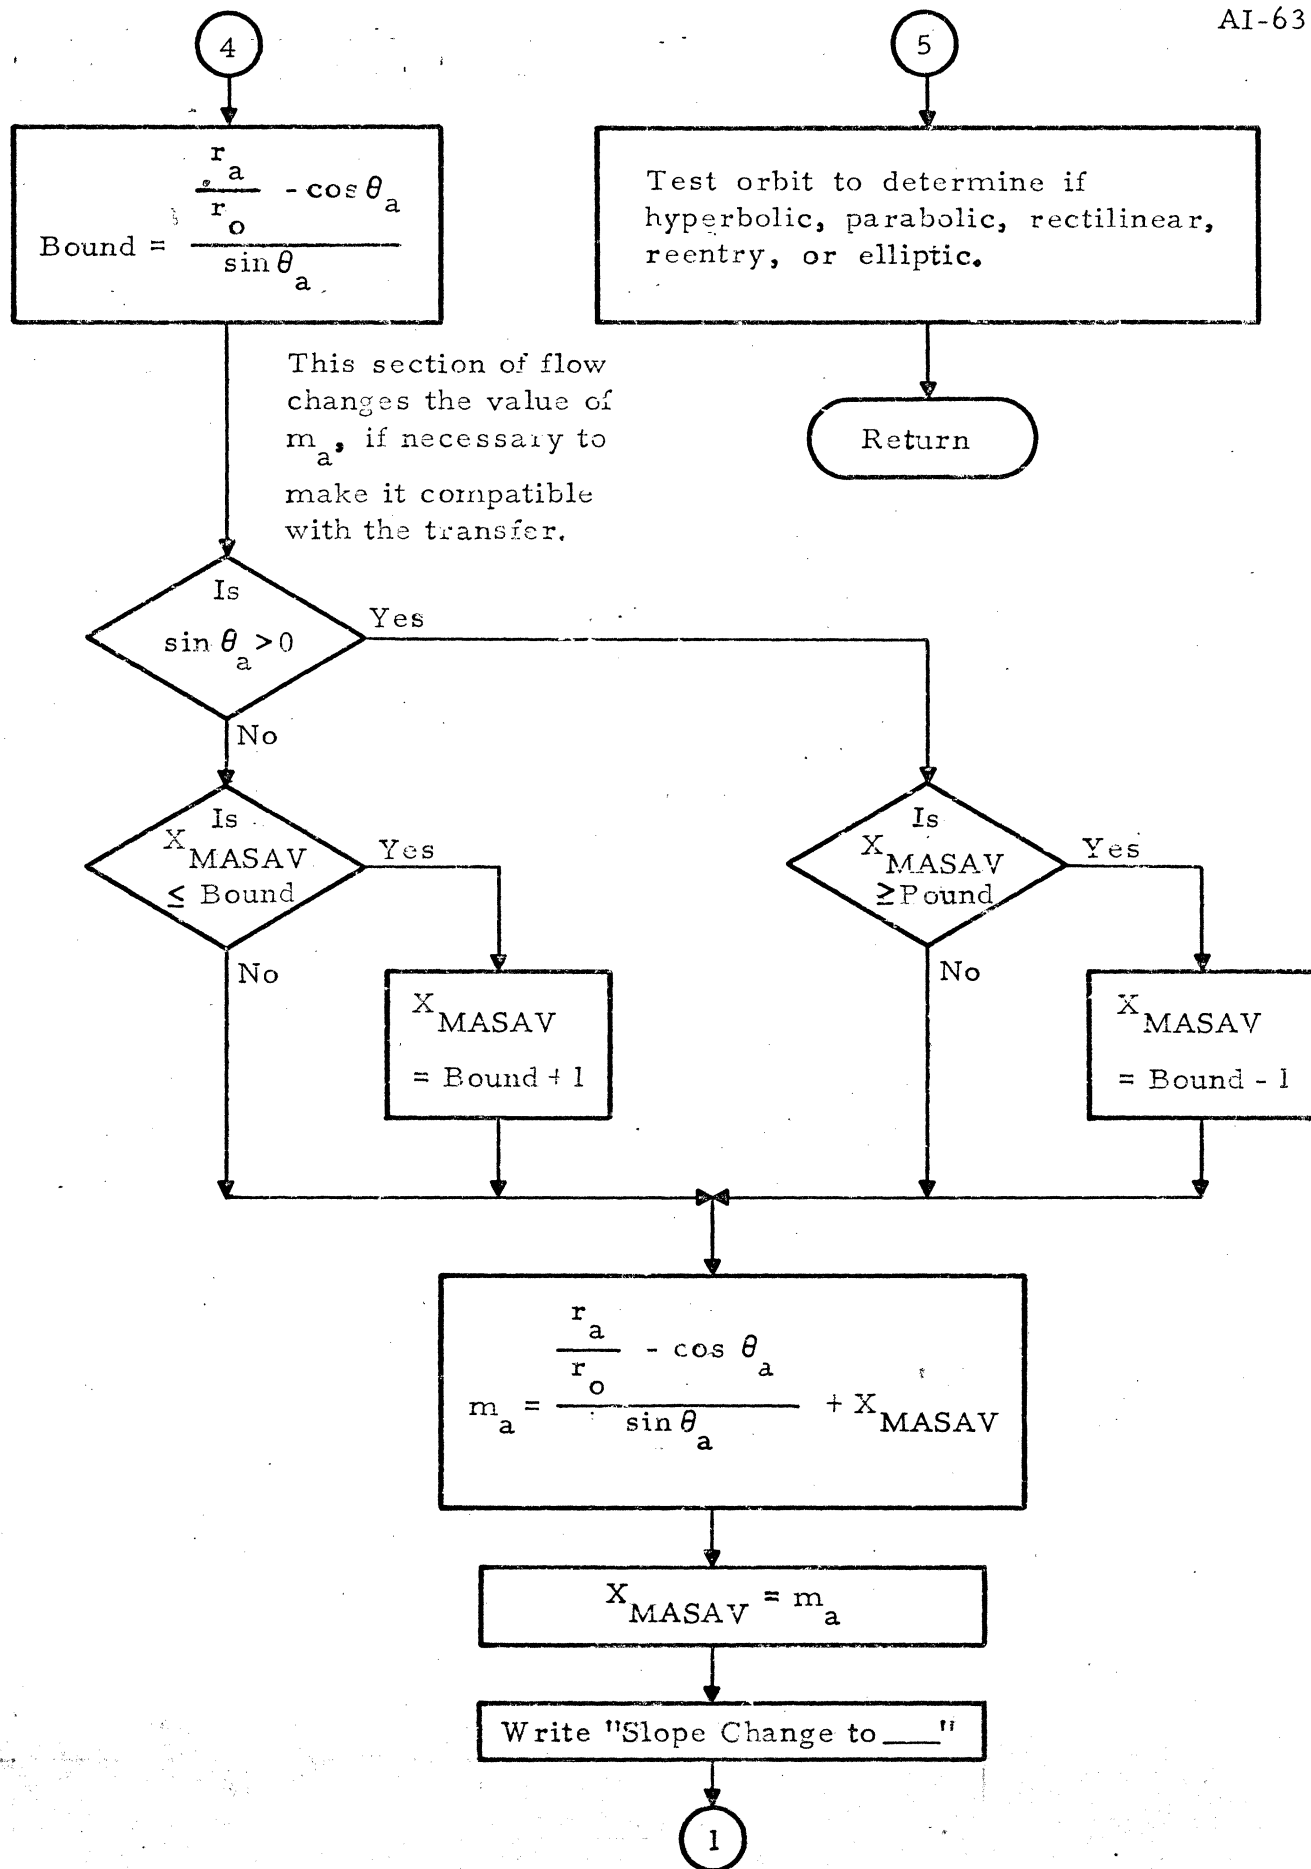 AI-63
4
r_a
r_o
- cos θ_a
Bound =
sin θ_a
This section of flow
changes the value of
m_a, if necessary to
make it compatible
with the transfer.
5
Test orbit to determine if
hyperbolic, parabolic, rectilinear,
reentry, or elliptic.
Return
Is
sin θ_a > 0
Yes
No
Is
X_MASAV
≤ Bound
Yes
No
X_MASAV
= Bound + 1
Is
X_MASAV
≥ Bound
Yes
No
X_MASAV
= Bound - 1
r_a
r_o
- cos θ_a
m_a =
sin θ_a
+ X_MASAV
X_MASAV = m_a
Write "Slope Change to ___"
1